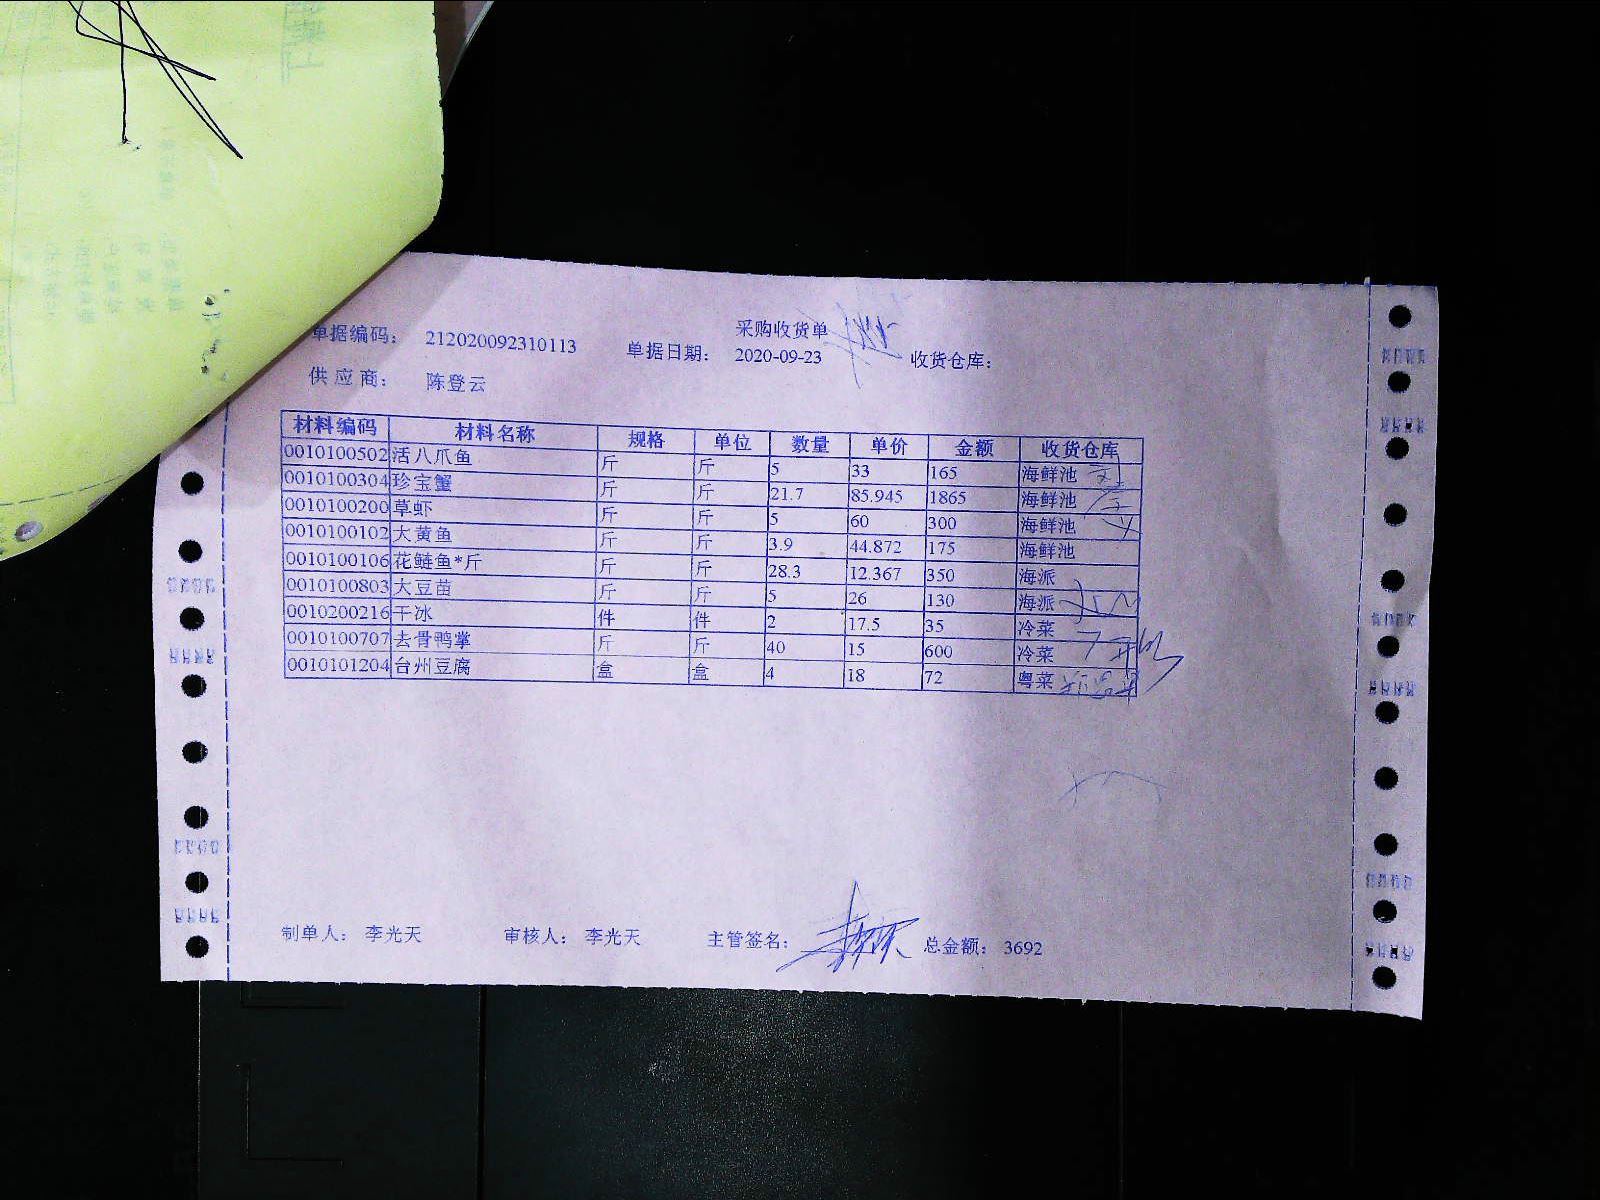 采购收货单
单据编码： 212020092310113 单据日期： 2020-09-23 收货仓库：
供应商： 陈登云
材料编码 材料名称 规格 单位 数量 单价 金额 收货仓库
0010100502 活八爪鱼 斤 斤 5 33 165 海鲜池
0010100304 珍宝蟹 斤 斤 21.7 85.945 1865 海鲜池
0010100200 草虾 斤 斤 5 60 300 海鲜池
0010100102 大黄鱼 斤 斤 3.9 44.872 175 海鲜池
0010100106 花鲢鱼*斤 斤 斤 28.3 12.367 350 海派
0010100803 大豆苗 斤 斤 5 26 130 海派
0010200216 干冰 件 件 2 17.5 35 冷菜
0010100707 去骨鸭掌 斤 斤 40 15 600 冷菜
0010101204 台州豆腐 盒 盒 4 18 72 粤菜
制单人： 李光天 审核人： 李光天 主管签名： 总金额： 3692